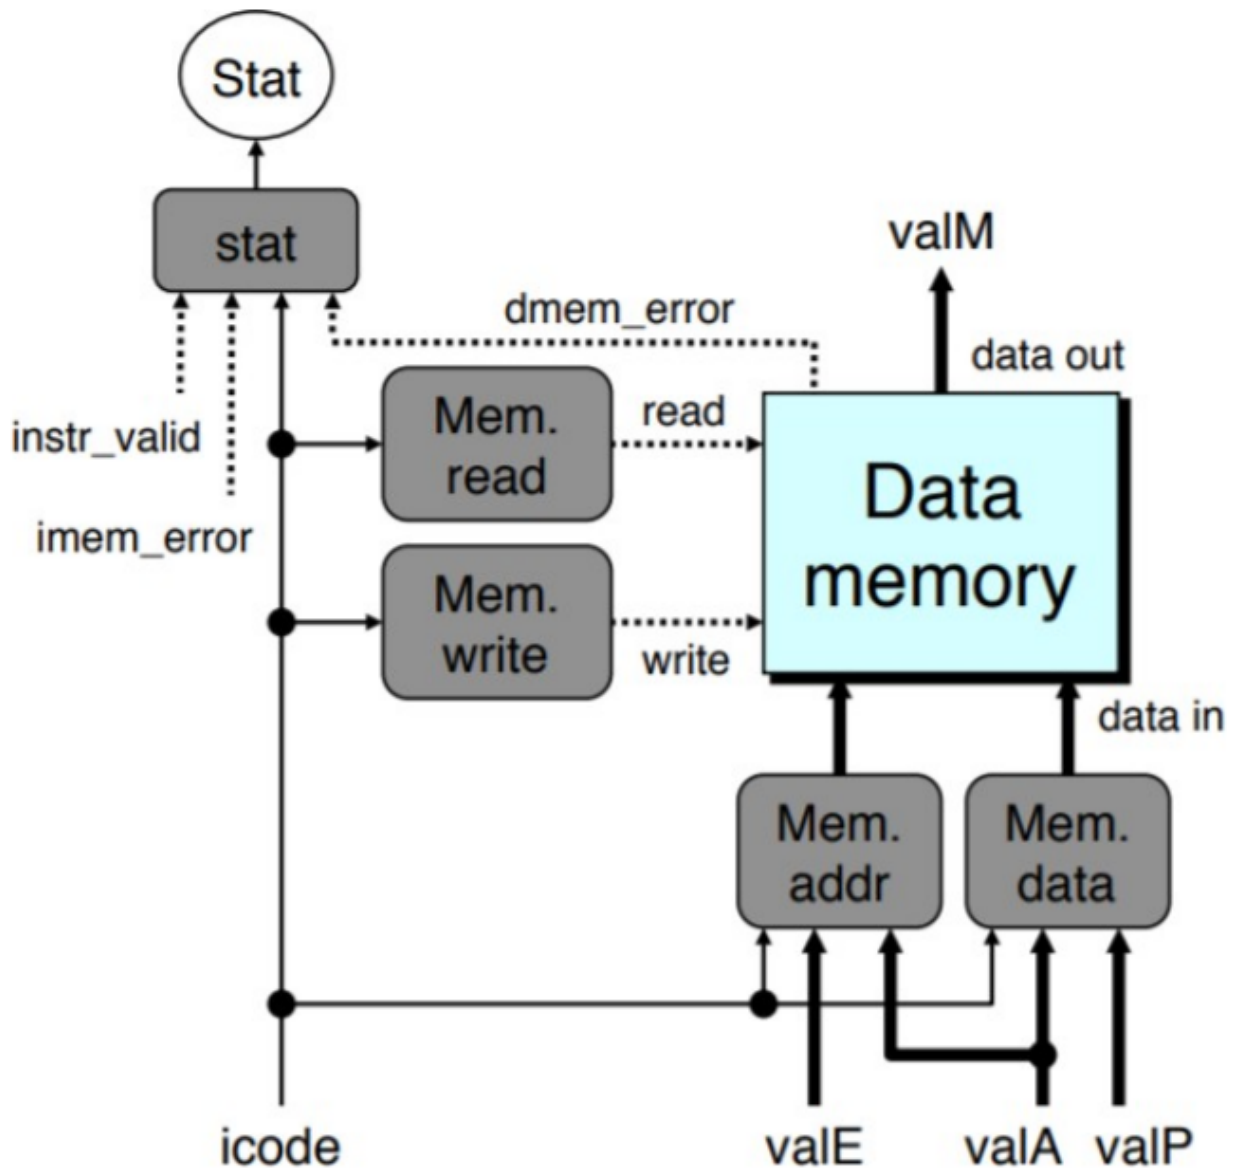 Stat
stat
valM
dmem_error
data out
instr_valid
imem_error
Mem.
read
read
Data
memory
Mem.
write
write
data in
Mem.
addr
Mem.
data
icode
valE
valA
valP